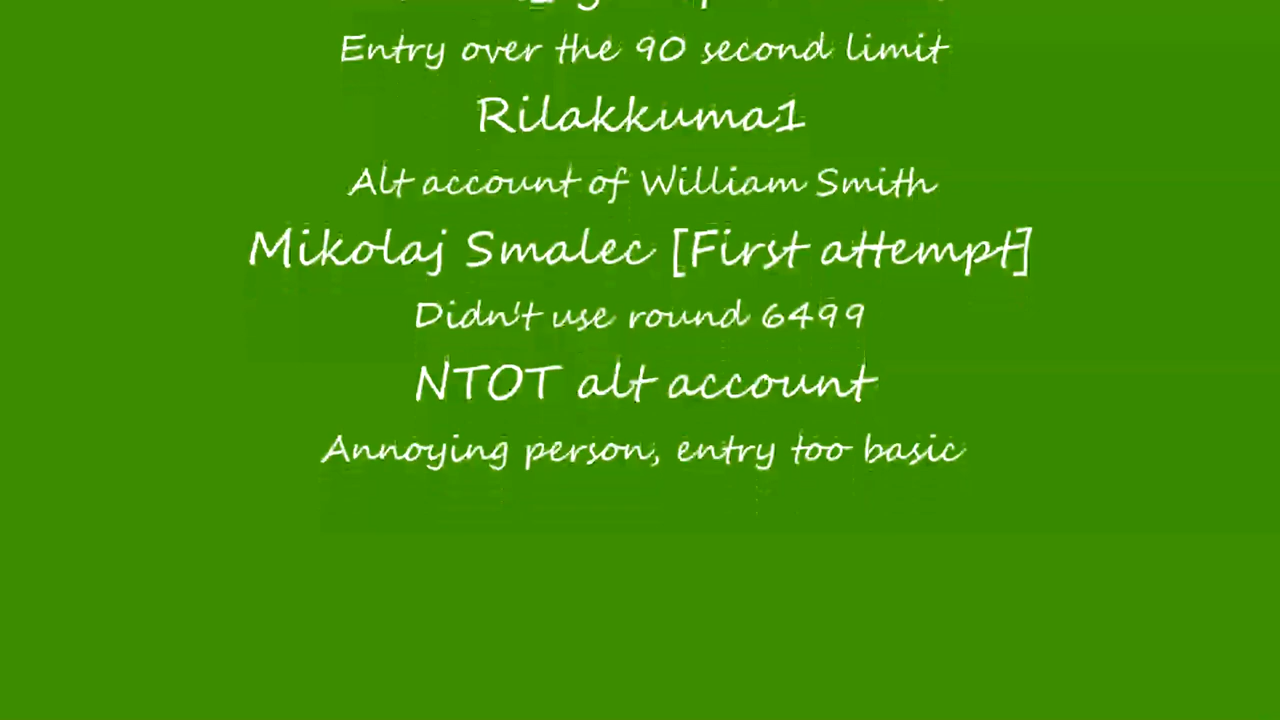 Entry over the 90 second limit
Rilakkuma1
Alt account of William Smith
Mikolaj Smalec [First attempt]
Didn't use round 6499
NTOT alt account
Annoying person, entry too basic